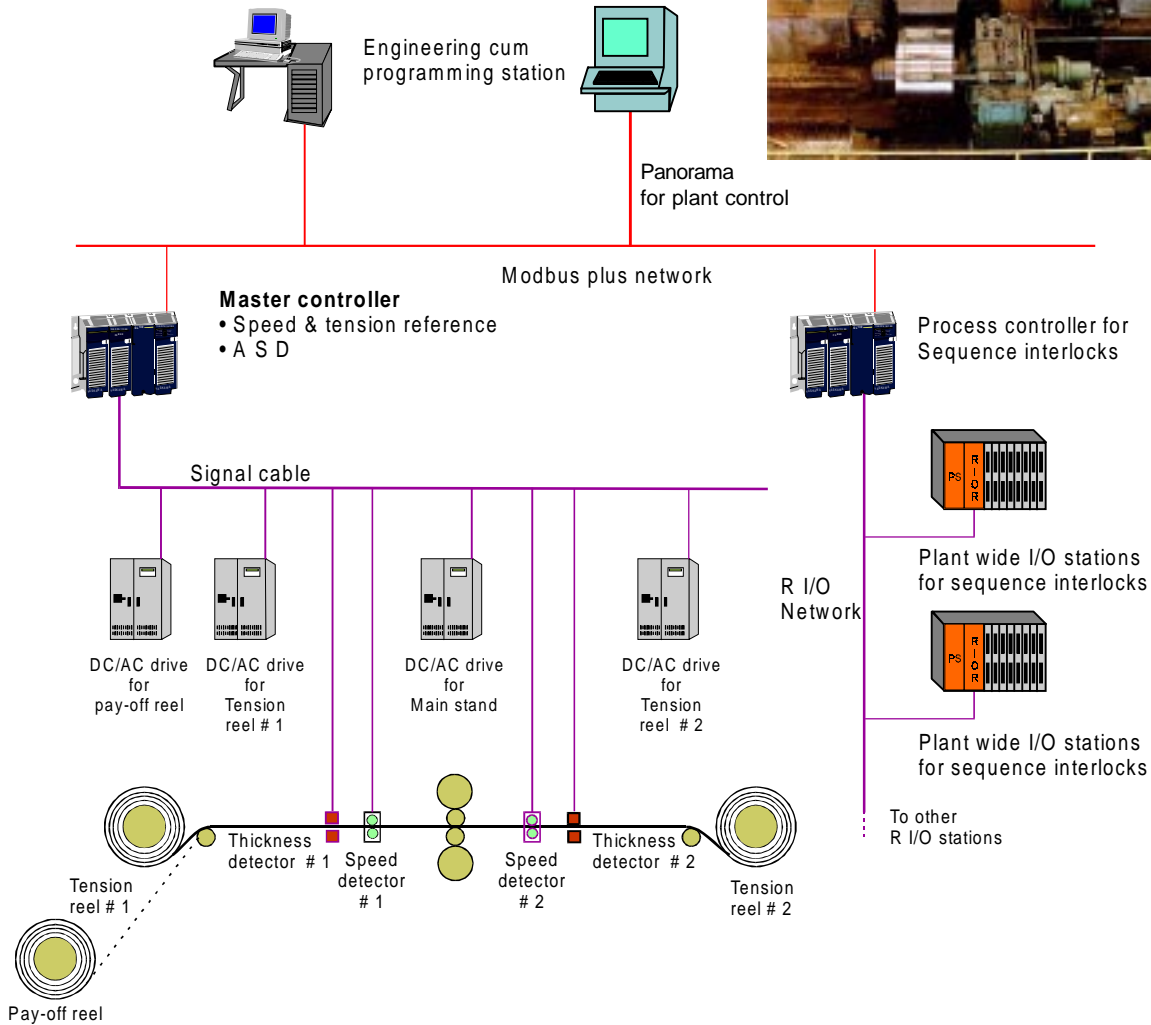 Engineering cum
programming station
Panorama
for plant control
Modbus plus network
Master controller
• Speed & tension reference
• A S D
Process controller for
Sequence interlocks
Signal cable
PS
R
I
O
R
Plant wide I/O stations
for sequence interlocks
R I/O
Network
PS
R
I
O
R
Plant wide I/O stations
for sequence interlocks
To other
R I/O stations
DC/AC drive
for
pay-off reel
DC/AC drive
for
Tension
reel # 1
DC/AC drive
for
Main stand
DC/AC drive
for
Tension
reel # 2
Thickness
detector # 1
Speed
detector
# 1
Speed
detector
# 2
Thickness
detector # 2
Tension
reel # 1
Tension
reel # 2
Pay-off reel